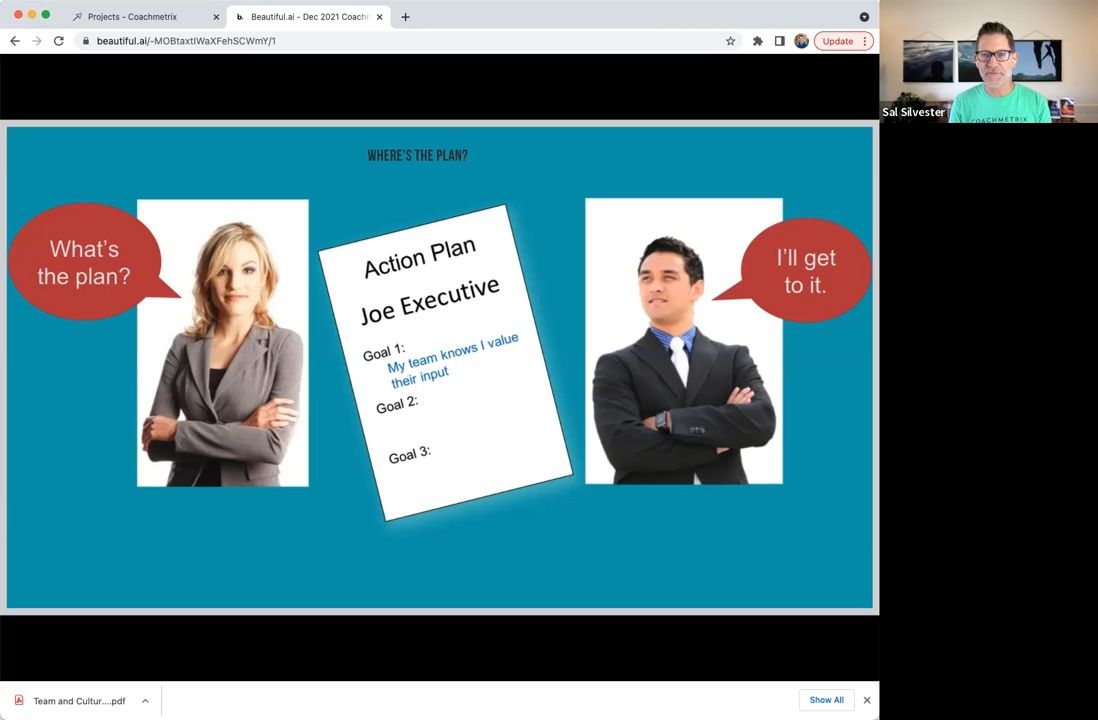 Projects - Coachmetrix
b. Beautiful.ai - Dec 2021 Coachn
beautiful.ai/-MOBtaxtIWaXFehSCWmY/1
Update
Sal Silvester
COACHMETRIX
WHERE'S THE PLAN?
What's
the plan?
Action Plan
Joe Executive
Goal 1:
My team knows I value
their input
Goal 2:
Goal 3:
I'll get
to it.
Team and Cultur....pdf
Show All